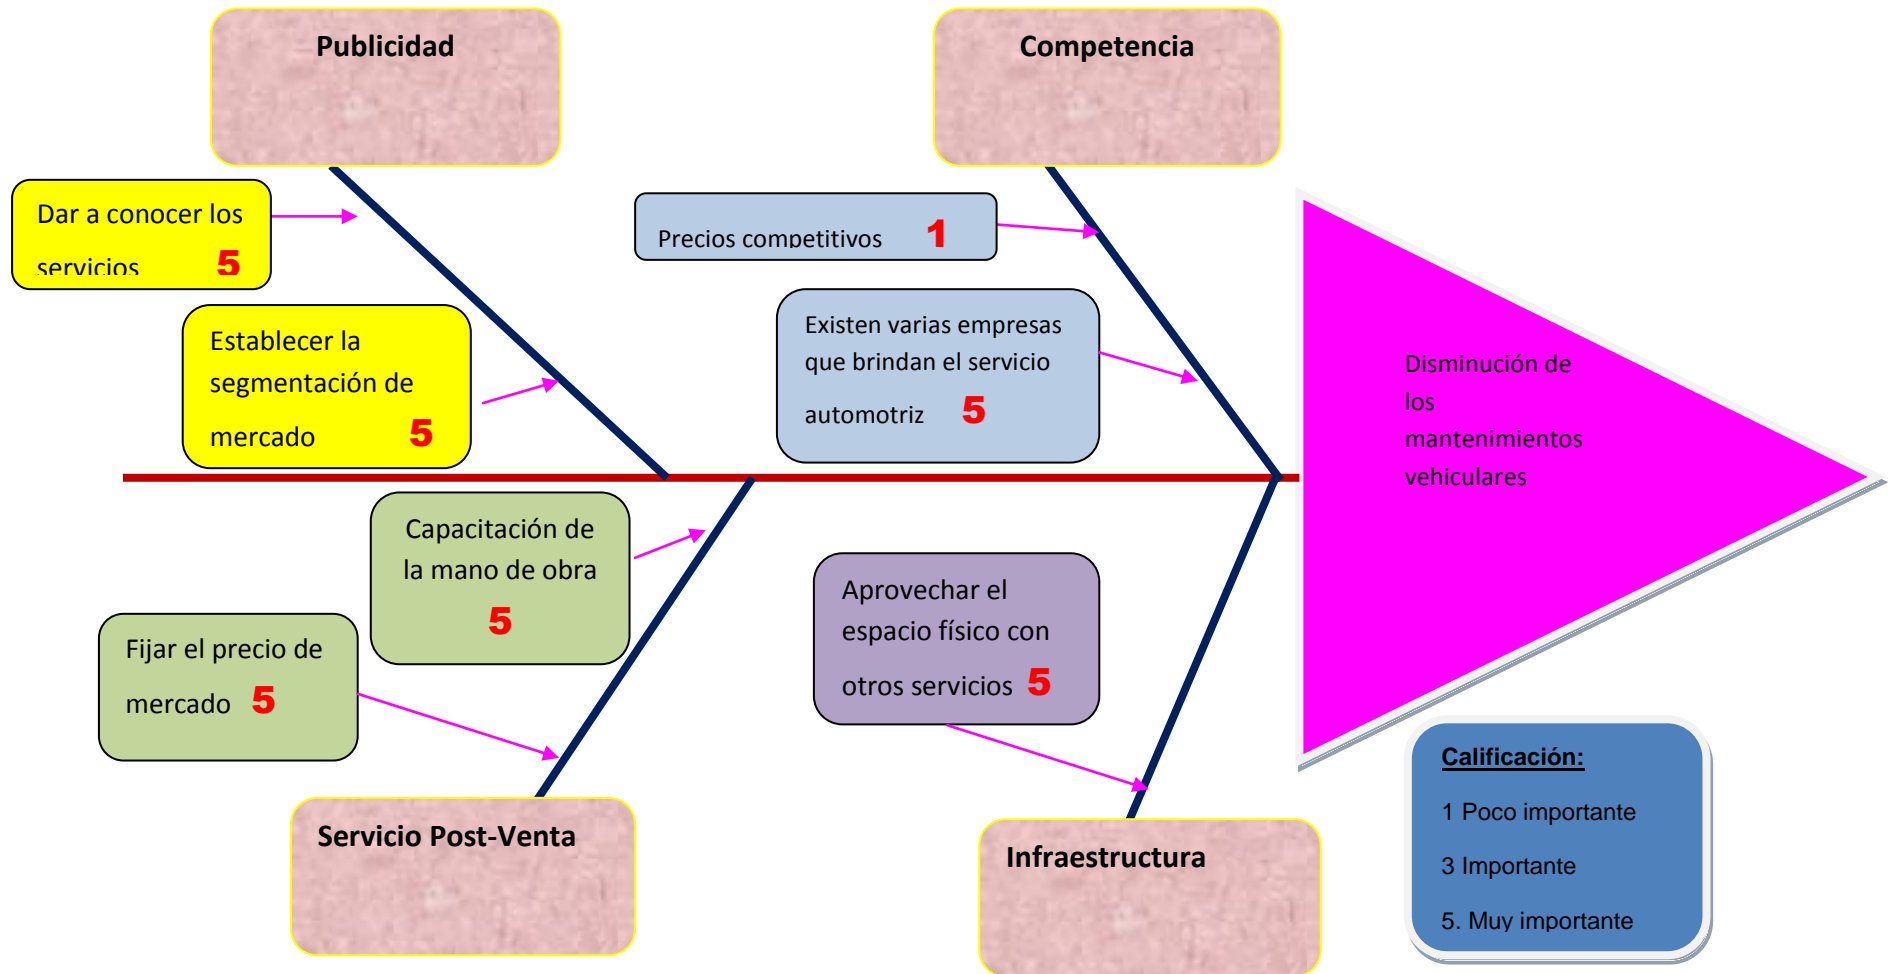 Publicidad
Competencia
Dar a conocer los
servicios 5
Precios competitivos 1
Establecer la
segmentación de
mercado 5
Existen varias empresas
que brindan el servicio
automotriz 5
Disminución de
los
mantenimientos
vehiculares
Capacitación de
la mano de obra
5
Fijar el precio de
mercado 5
Aprovechar el
espacio físico con
otros servicios 5
Servicio Post-Venta
Infraestructura
Calificación:
1 Poco importante
3 Importante
5. Muy importante